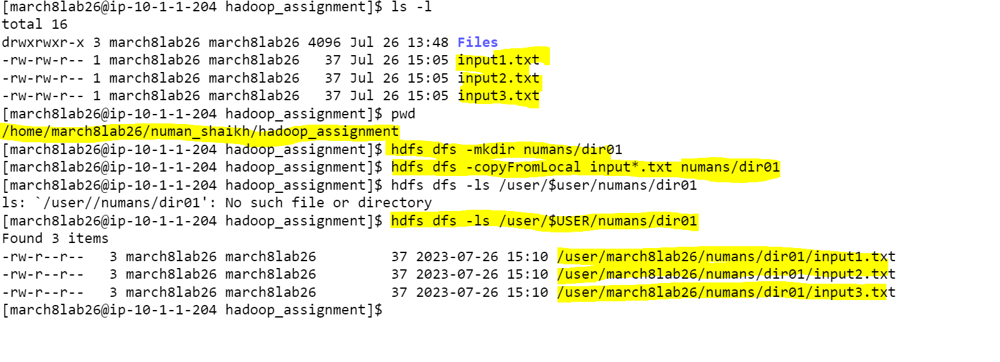 [march8lab26@ip-10-1-1-204 hadoop_assignment]$ ls -l
total 16
drwxrwxr-x 3 march8lab26 march8lab26 4096 Jul 26 13:48 Files
-rw-rw-r-- 1 march8lab26 march8lab26   37 Jul 26 15:05 input1.txt
-rw-rw-r-- 1 march8lab26 march8lab26   37 Jul 26 15:05 input2.txt
-rw-rw-r-- 1 march8lab26 march8lab26   37 Jul 26 15:05 input3.txt
[march8lab26@ip-10-1-1-204 hadoop_assignment]$ pwd
/home/march8lab26/numan_shaikh/hadoop_assignment
[march8lab26@ip-10-1-1-204 hadoop_assignment]$ hdfs dfs -mkdir numans/dir01
[march8lab26@ip-10-1-1-204 hadoop_assignment]$ hdfs dfs -copyFromLocal input*.txt numans/dir01
[march8lab26@ip-10-1-1-204 hadoop_assignment]$ hdfs dfs -ls /user/$user/numans/dir01
ls: `/user//numans/dir01': No such file or directory
[march8lab26@ip-10-1-1-204 hadoop_assignment]$ hdfs dfs -ls /user/$USER/numans/dir01
Found 3 items
-rw-r--r--   3 march8lab26 march8lab26         37 2023-07-26 15:10 /user/march8lab26/numans/dir01/input1.txt
-rw-r--r--   3 march8lab26 march8lab26         37 2023-07-26 15:10 /user/march8lab26/numans/dir01/input2.txt
-rw-r--r--   3 march8lab26 march8lab26         37 2023-07-26 15:10 /user/march8lab26/numans/dir01/input3.txt
[march8lab26@ip-10-1-1-204 hadoop_assignment]$